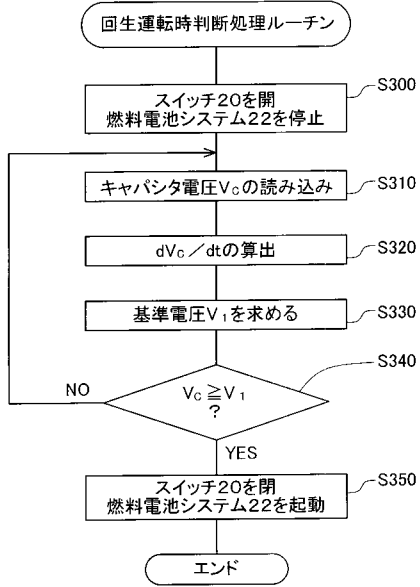 回生運転時判断処理ルーチン
スイッチ20を開
燃料電池システム22を停止
S300
キャパシタ電圧VCの読み込み
S310
dVC/dtの算出
S320
基準電圧V1を求める
S330
S340
VC≧V1
?
NO
YES
スイッチ20を閉
燃料電池システム22を起動
S350
エンド